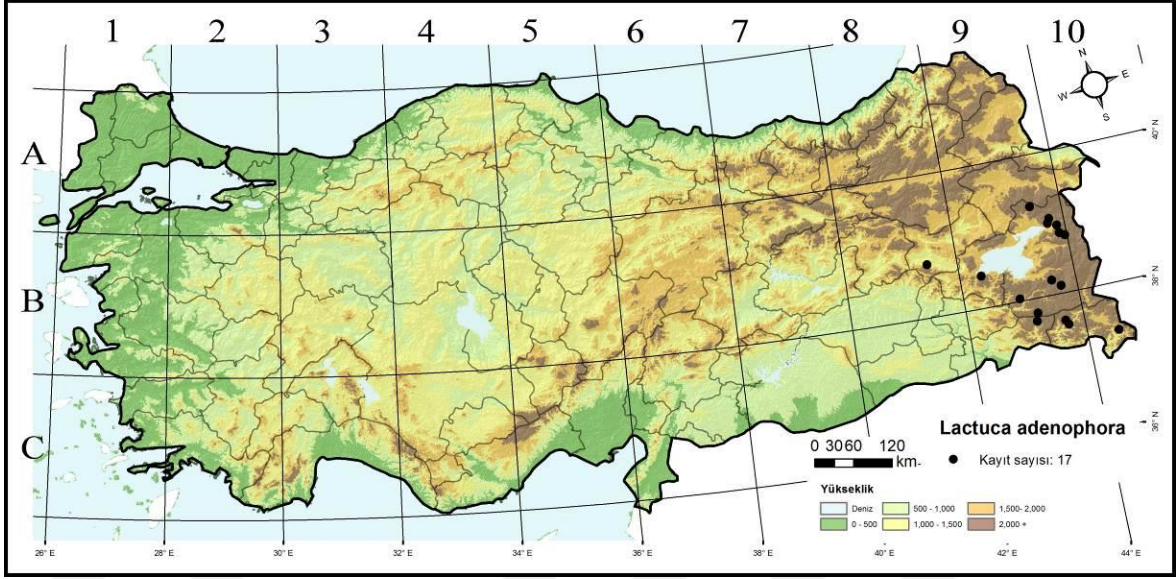 1 2 3 4 5 6 7 8 9 10
N
W E
S
A
B
C
40° N
38° N
36° N
Lactuca adenophora
0 30 60 120
km
Kayıt sayısı: 17
Yükseklik
Deniz 500 - 1,000 1,500- 2,000
0 - 500 1,000 - 1,500 2,000 +
26° E 28° E 30° E 32° E 34° E 36° E 38° E 40° E 42° E 44° E